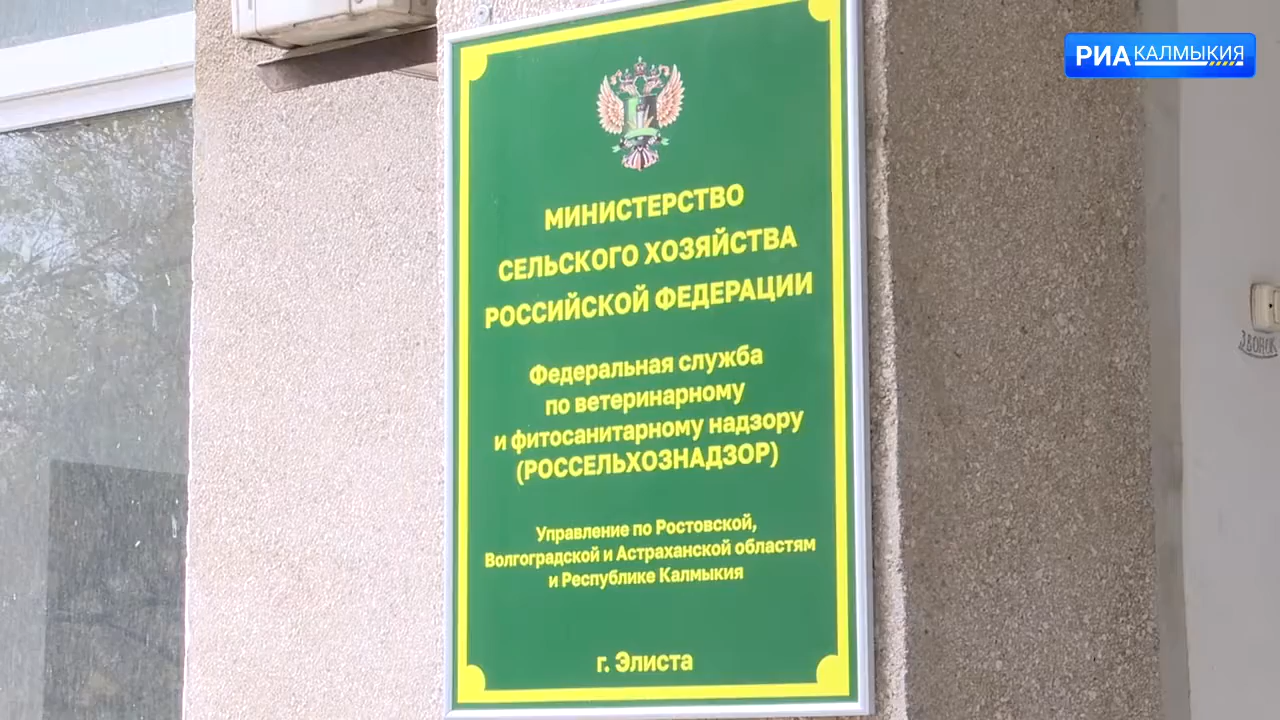 РИА КАЛМЫКИЯ
МИНИСТЕРСТВО
СЕЛЬСКОГО ХОЗЯЙСТВА
РОССИЙСКОЙ ФЕДЕРАЦИИ
Федеральная служба
по ветеринарному
и фитосанитарному надзору
(РОССЕЛЬХОЗНАДЗОР)
Управление по Ростовской,
Волгоградской и Астраханской областям
и Республике Калмыкия
г. Элиста
ЗВОНОК